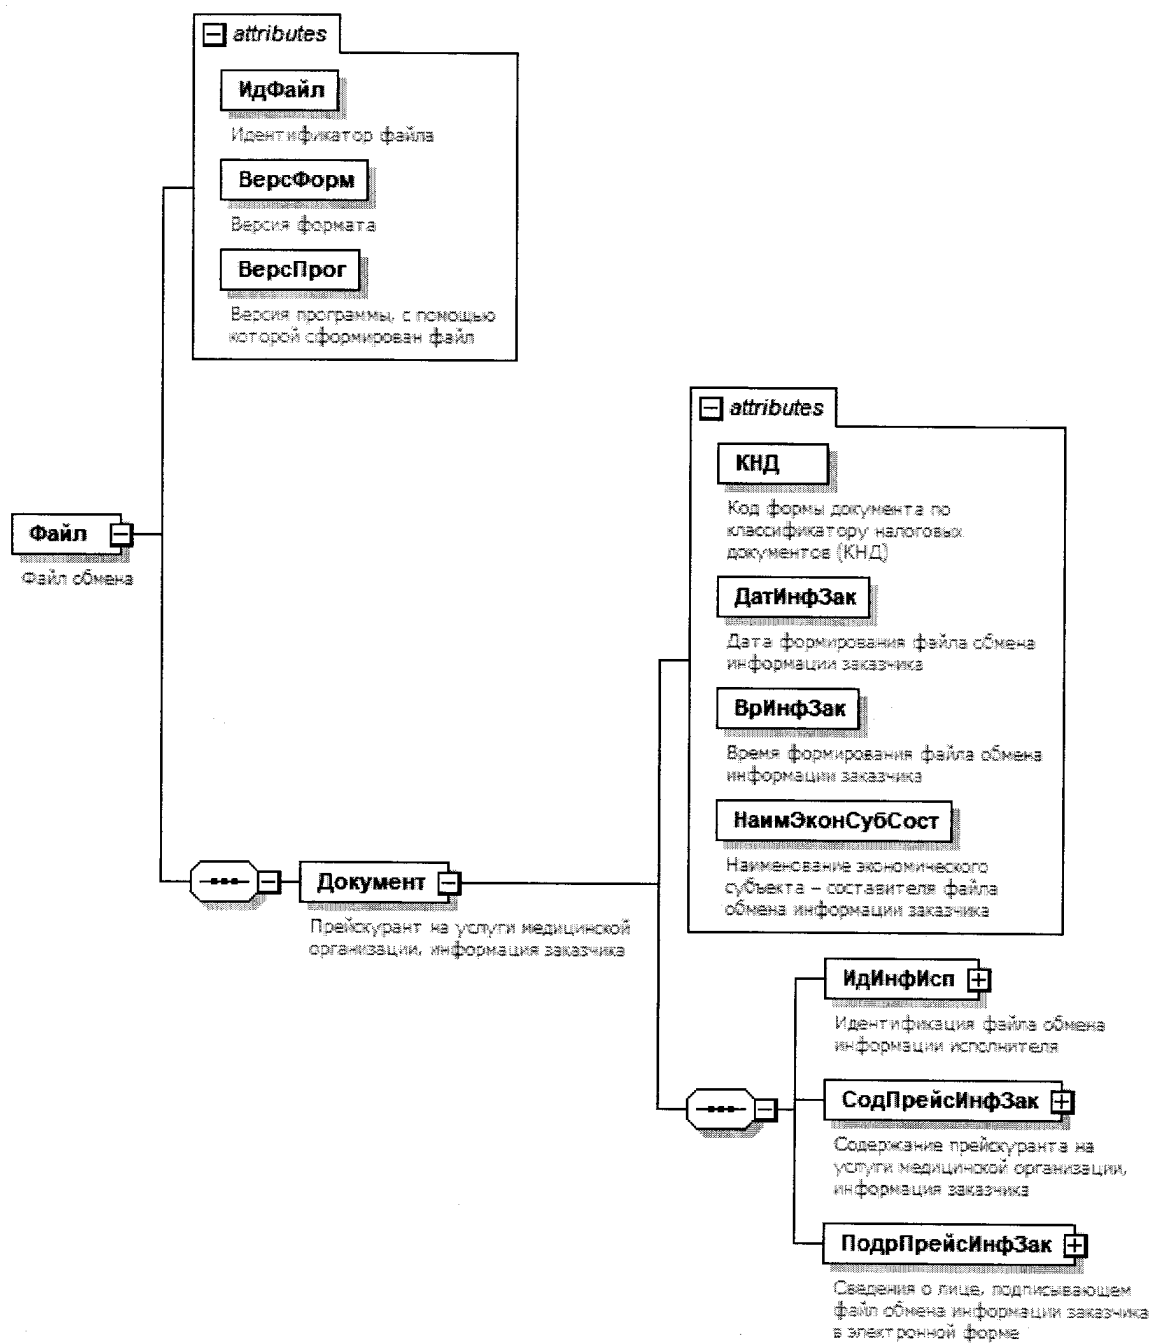 attributes
ИдФайл
Идентификатор файла
ВерсФорм
Версия формата
ВерсПрог
Версия программы, с помощью
которой сформирован файл
attributes
КНД
Код формы документа по
классификатору налоговых
документов (КНД)
Файл
Файл обмена
ДатИнфЗак
Дата формирования файла обмена
информации заказчика
ВрИнфЗак
Время формирования файла обмена
информации заказчика
НаимЭконСубСост
Наименование экономического
субъекта – составителя файла
обмена информации заказчика
Документ
Прейскурант на услуги медицинской
организации, информация заказчика
ИдИнфИсп
Идентификация файла обмена
информации исполнителя
СодПрейсИнфЗак
Содержание прейскуранта на
услуги медицинской организации,
информация заказчика
ПодрПрейсИнфЗак
Сведения о лице, подписывающем
файл обмена информации заказчика
в электронной форме